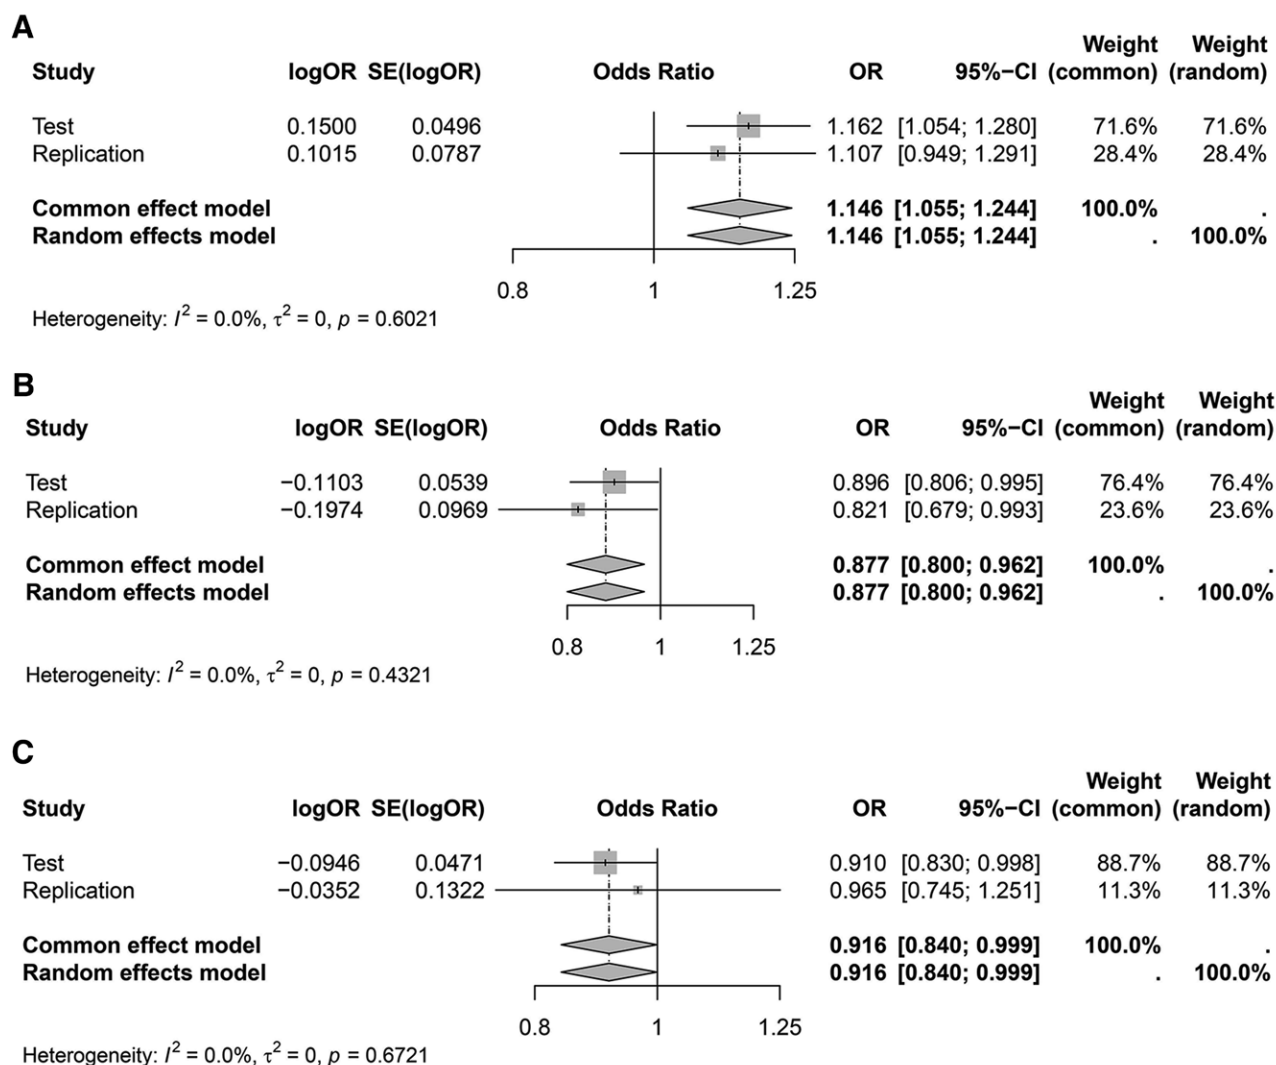 A
Weight Weight
Study logOR SE(logOR) Odds Ratio OR 95%−CI (common) (random)
Test 0.1500 0.0496 1.162 [1.054; 1.280] 71.6% 71.6%
Replication 0.1015 0.0787 1.107 [0.949; 1.291] 28.4% 28.4%
Common effect model 1.146 [1.055; 1.244] 100.0% .
Random effects model 1.146 [1.055; 1.244] . 100.0%
0.8 1 1.25
Heterogeneity: I² = 0.0%, τ² = 0, p = 0.6021
B
Weight Weight
Study logOR SE(logOR) Odds Ratio OR 95%−CI (common) (random)
Test −0.1103 0.0539 0.896 [0.806; 0.995] 76.4% 76.4%
Replication −0.1974 0.0969 0.821 [0.679; 0.993] 23.6% 23.6%
Common effect model 0.877 [0.800; 0.962] 100.0% .
Random effects model 0.877 [0.800; 0.962] . 100.0%
0.8 1 1.25
Heterogeneity: I² = 0.0%, τ² = 0, p = 0.4321
C
Weight Weight
Study logOR SE(logOR) Odds Ratio OR 95%−CI (common) (random)
Test −0.0946 0.0471 0.910 [0.830; 0.998] 88.7% 88.7%
Replication −0.0352 0.1322 0.965 [0.745; 1.251] 11.3% 11.3%
Common effect model 0.916 [0.840; 0.999] 100.0% .
Random effects model 0.916 [0.840; 0.999] . 100.0%
0.8 1 1.25
Heterogeneity: I² = 0.0%, τ² = 0, p = 0.6721